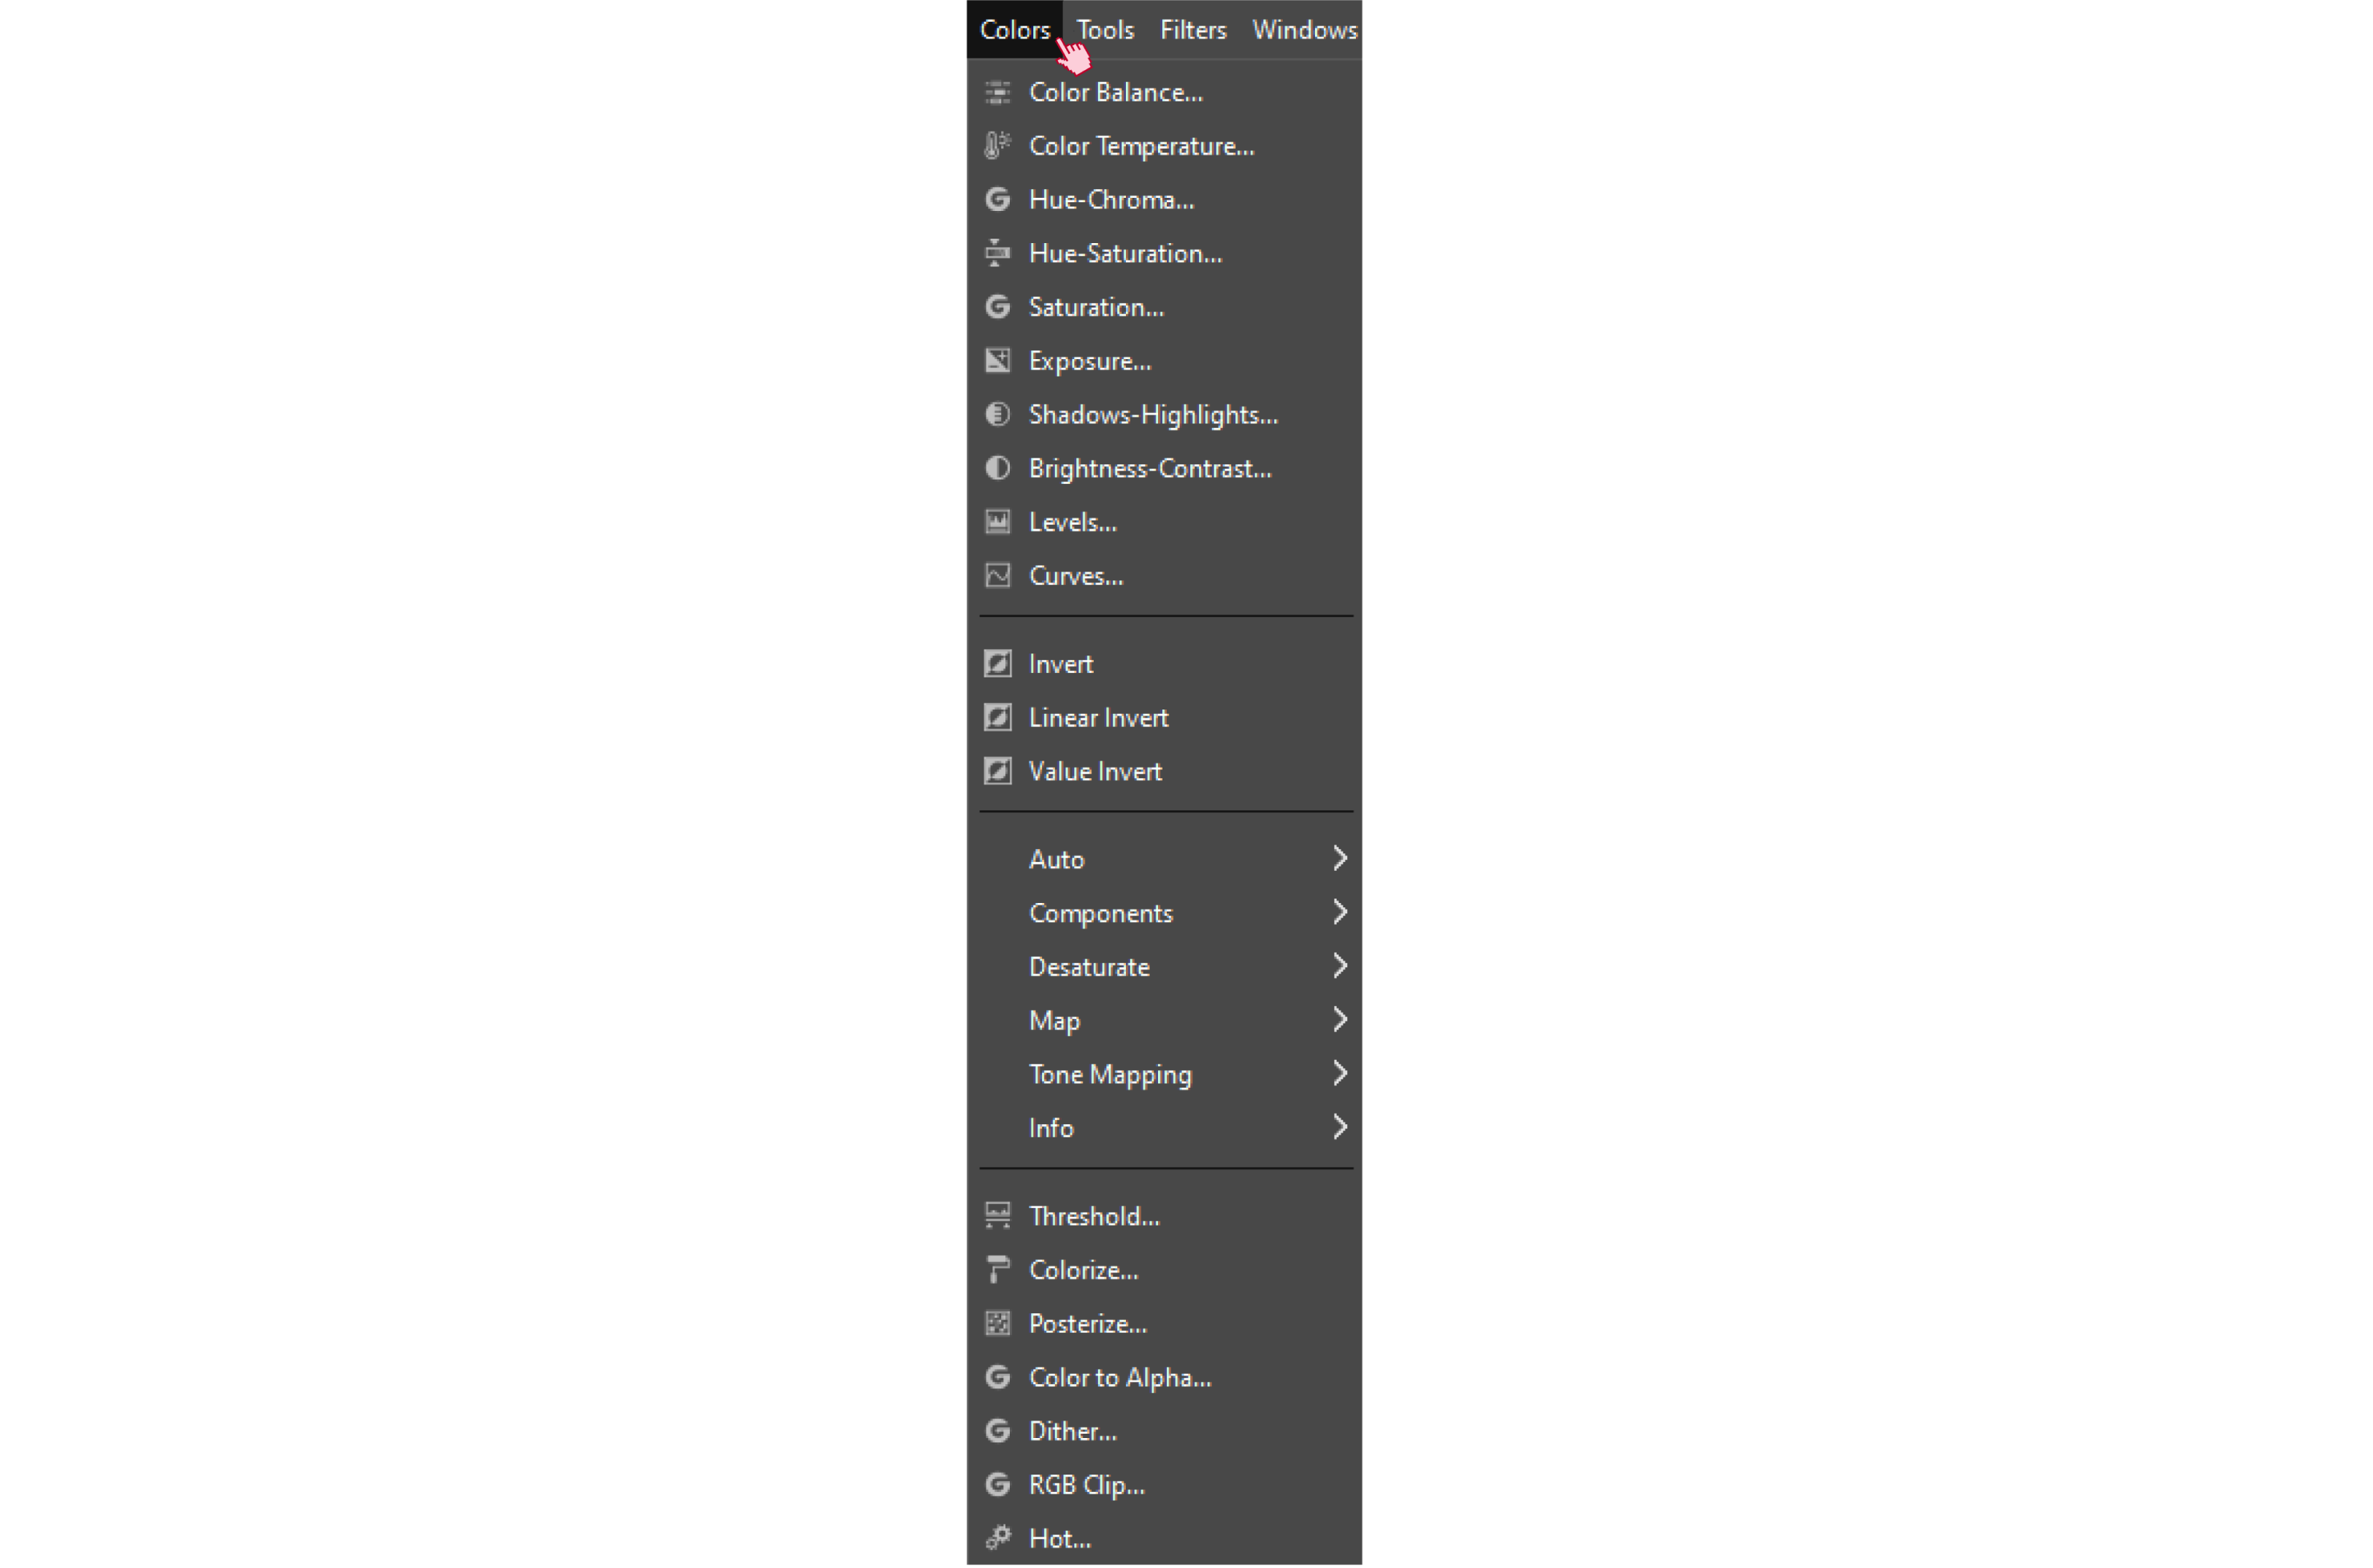 Colors Tools Filters Windows
Color Balance...
Color Temperature...
Hue-Chroma...
Hue-Saturation...
Saturation...
Exposure...
Shadows-Highlights...
Brightness-Contrast...
Levels...
Curves...
Invert
Linear Invert
Value Invert
Auto
Components
Desaturate
Map
Tone Mapping
Info
Threshold...
Colorize...
Posterize...
Color to Alpha...
Dither...
RGB Clip...
Hot...